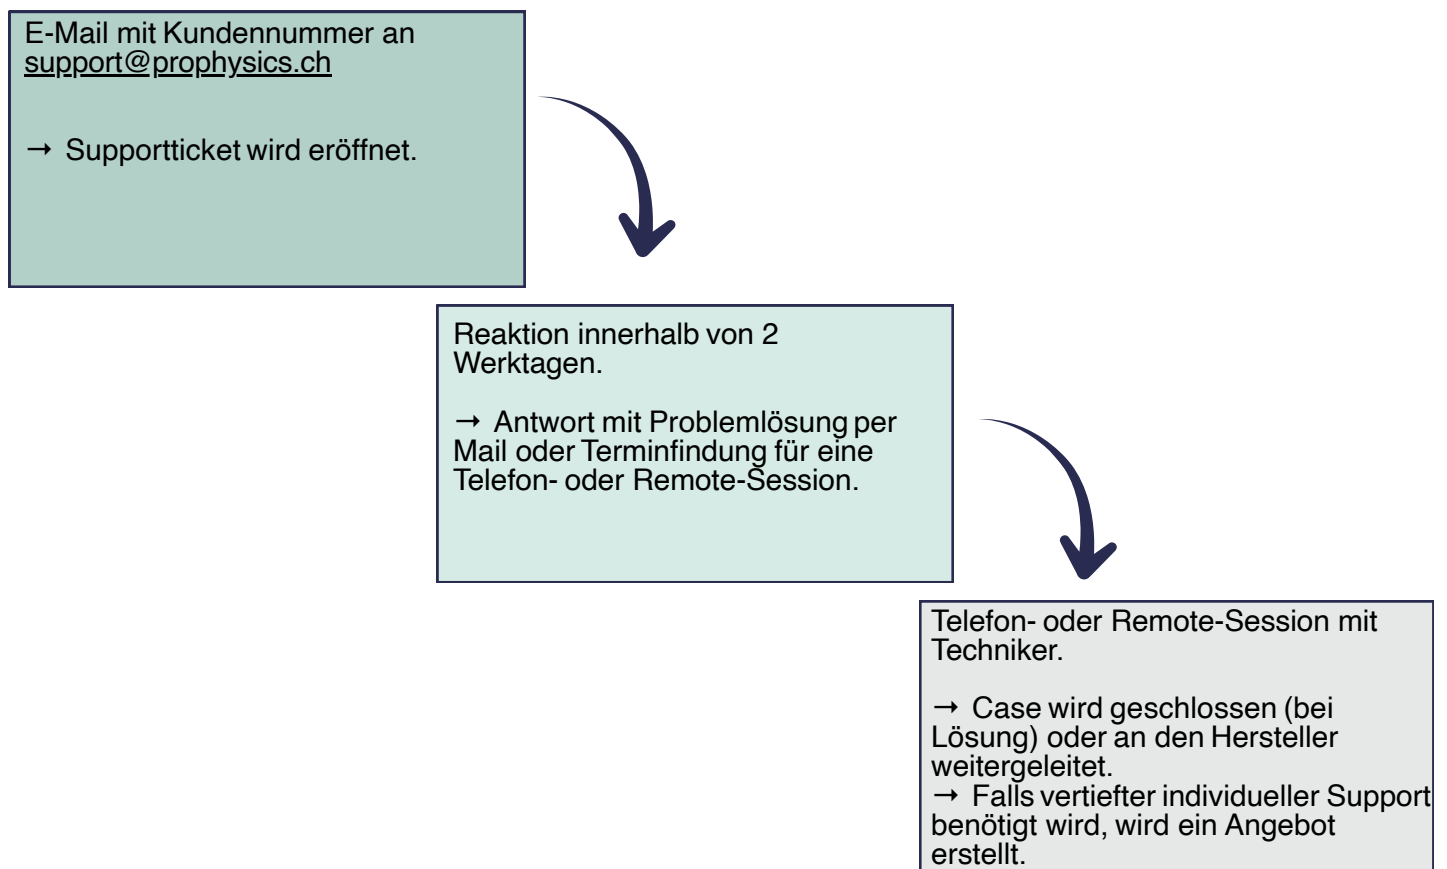 E-Mail mit Kundennummer an
support@prophysics.ch
→ Supportticket wird eröffnet.
Reaktion innerhalb von 2
Werktagen.
→ Antwort mit Problemlösung per
Mail oder Terminfindung für eine
Telefon- oder Remote-Session.
Telefon- oder Remote-Session mit
Techniker.
→ Case wird geschlossen (bei
Lösung) oder an den Hersteller
weitergeleitet.
→ Falls vertiefter individueller Support
benötigt wird, wird ein Angebot
erstellt.